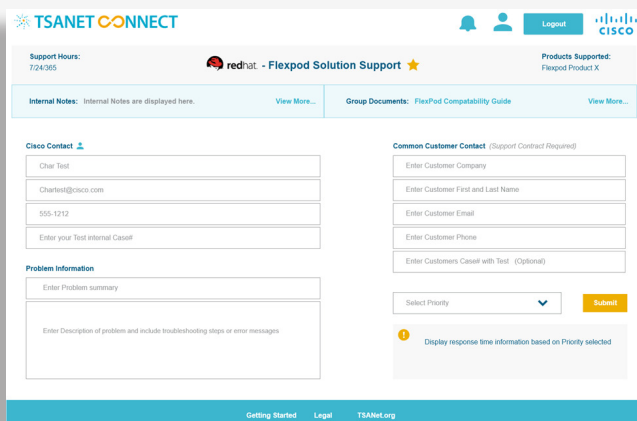 TSANET CONNECT
Logout
CISCO
Support Hours:
7/24/365
redhat. - Flexpod Solution Support
Products Supported:
Flexpod Product X
Internal Notes: Internal Notes are displayed here.
View More...
Group Documents: FlexPod Compatability Guide
View More...
Cisco Contact
Char Test
Chartest@cisco.com
555-1212
Enter your Test internal Case#
Common Customer Contact (Support Contract Required)
Enter Customer Company
Enter Customer First and Last Name
Enter Customer Email
Enter Customer Phone
Enter Customers Case# with Test (Optional)
Problem Information
Enter Problem summary
Enter Description of problem and include troubleshooting steps or error messages
Select Priority
Submit
Display response time information based on Priority selected
Getting Started Legal TSANet.org